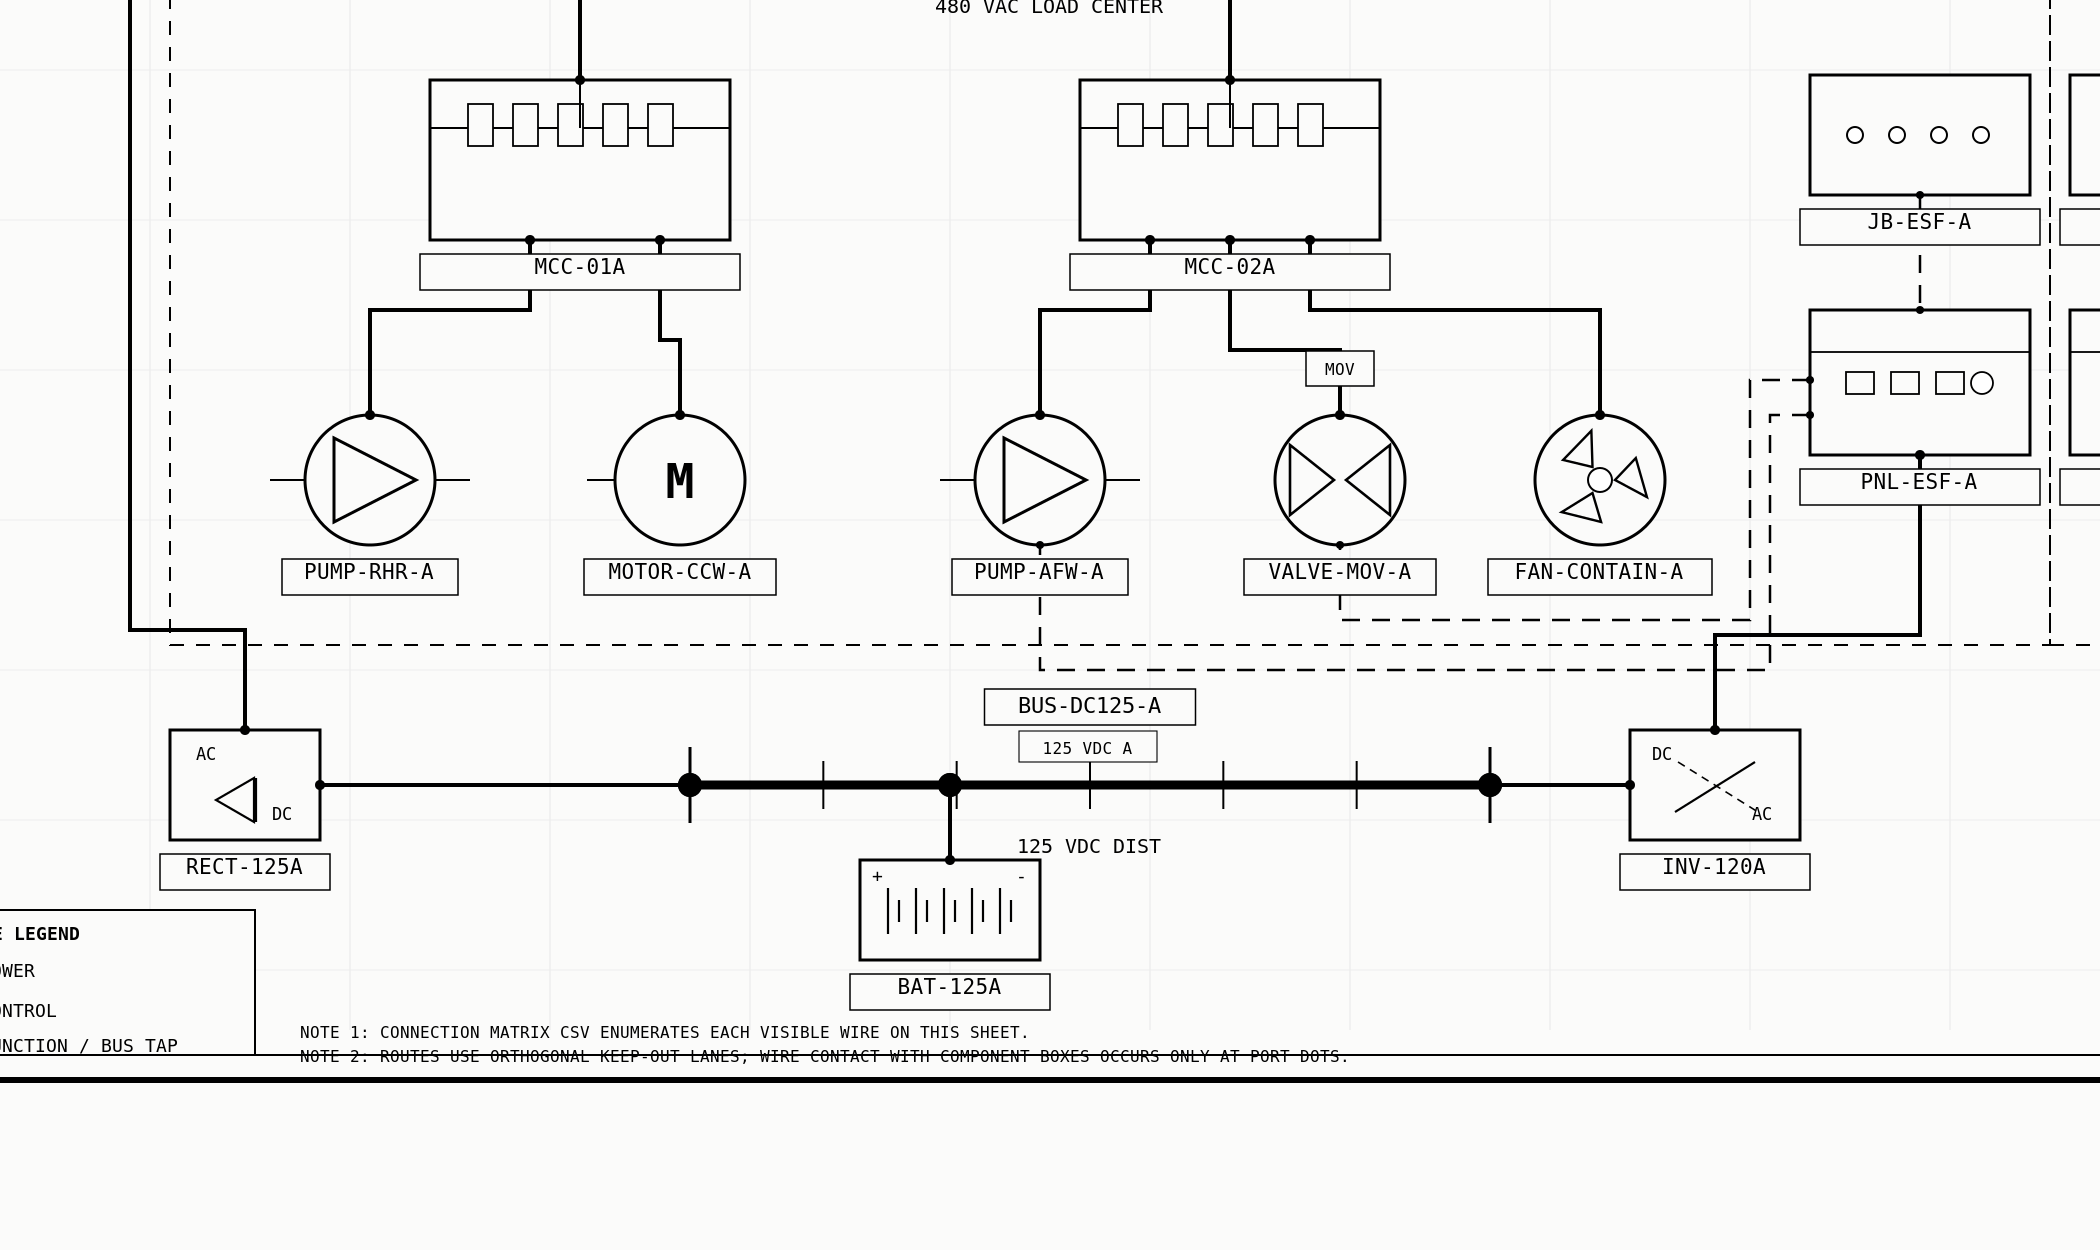 480 VAC LOAD CENTER
JB-ESF-A
MCC-01A
MCC-02A
MOV
M
PNL-ESF-A
PUMP-RHR-A
MOTOR-CCW-A
PUMP-AFW-A
VALVE-MOV-A
FAN-CONTAIN-A
BUS-DC125-A
125 VDC A
AC
DC
DC
AC
125 VDC DIST
RECT-125A
INV-120A
+ -
BAT-125A
E LEGEND
OWER
ONTROL
UNCTION / BUS TAP
NOTE 1: CONNECTION MATRIX CSV ENUMERATES EACH VISIBLE WIRE ON THIS SHEET.
NOTE 2: ROUTES USE ORTHOGONAL KEEP-OUT LANES; WIRE CONTACT WITH COMPONENT BOXES OCCURS ONLY AT PORT DOTS.